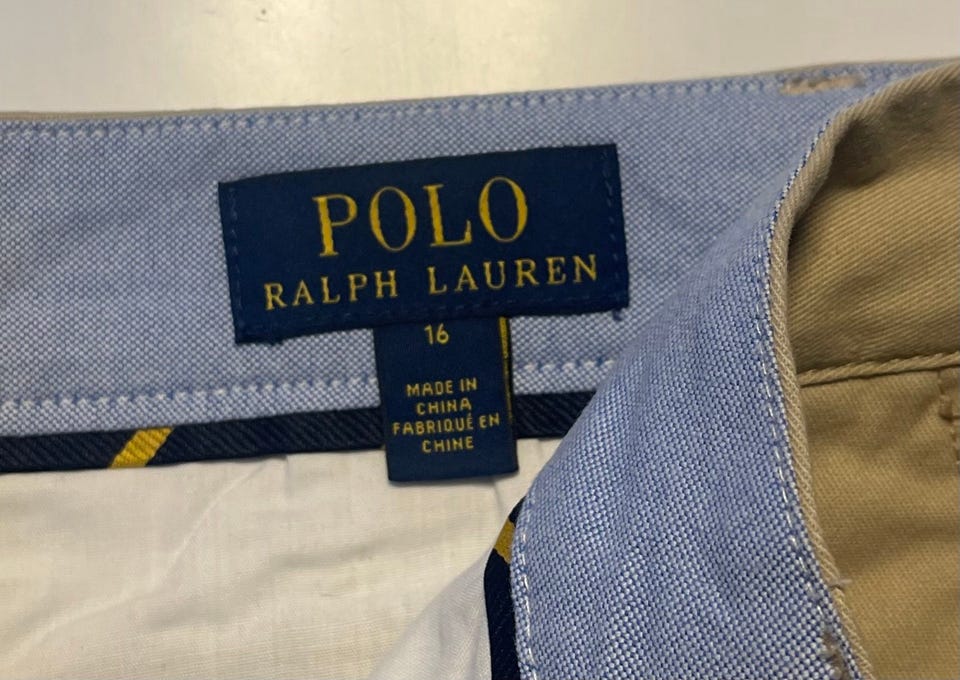 POLO
RALPH LAUREN
16
MADE IN
CHINA
FABRIQUÉ EN
CHINE